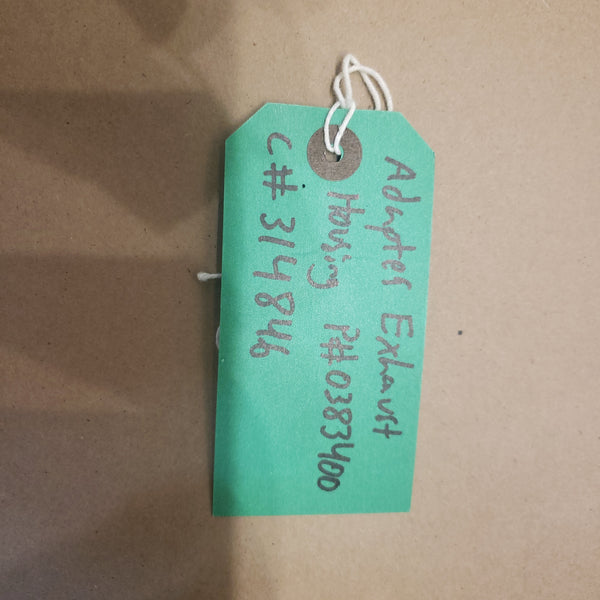 Adapter Exhaust
Housing P#0383400
C# 314846